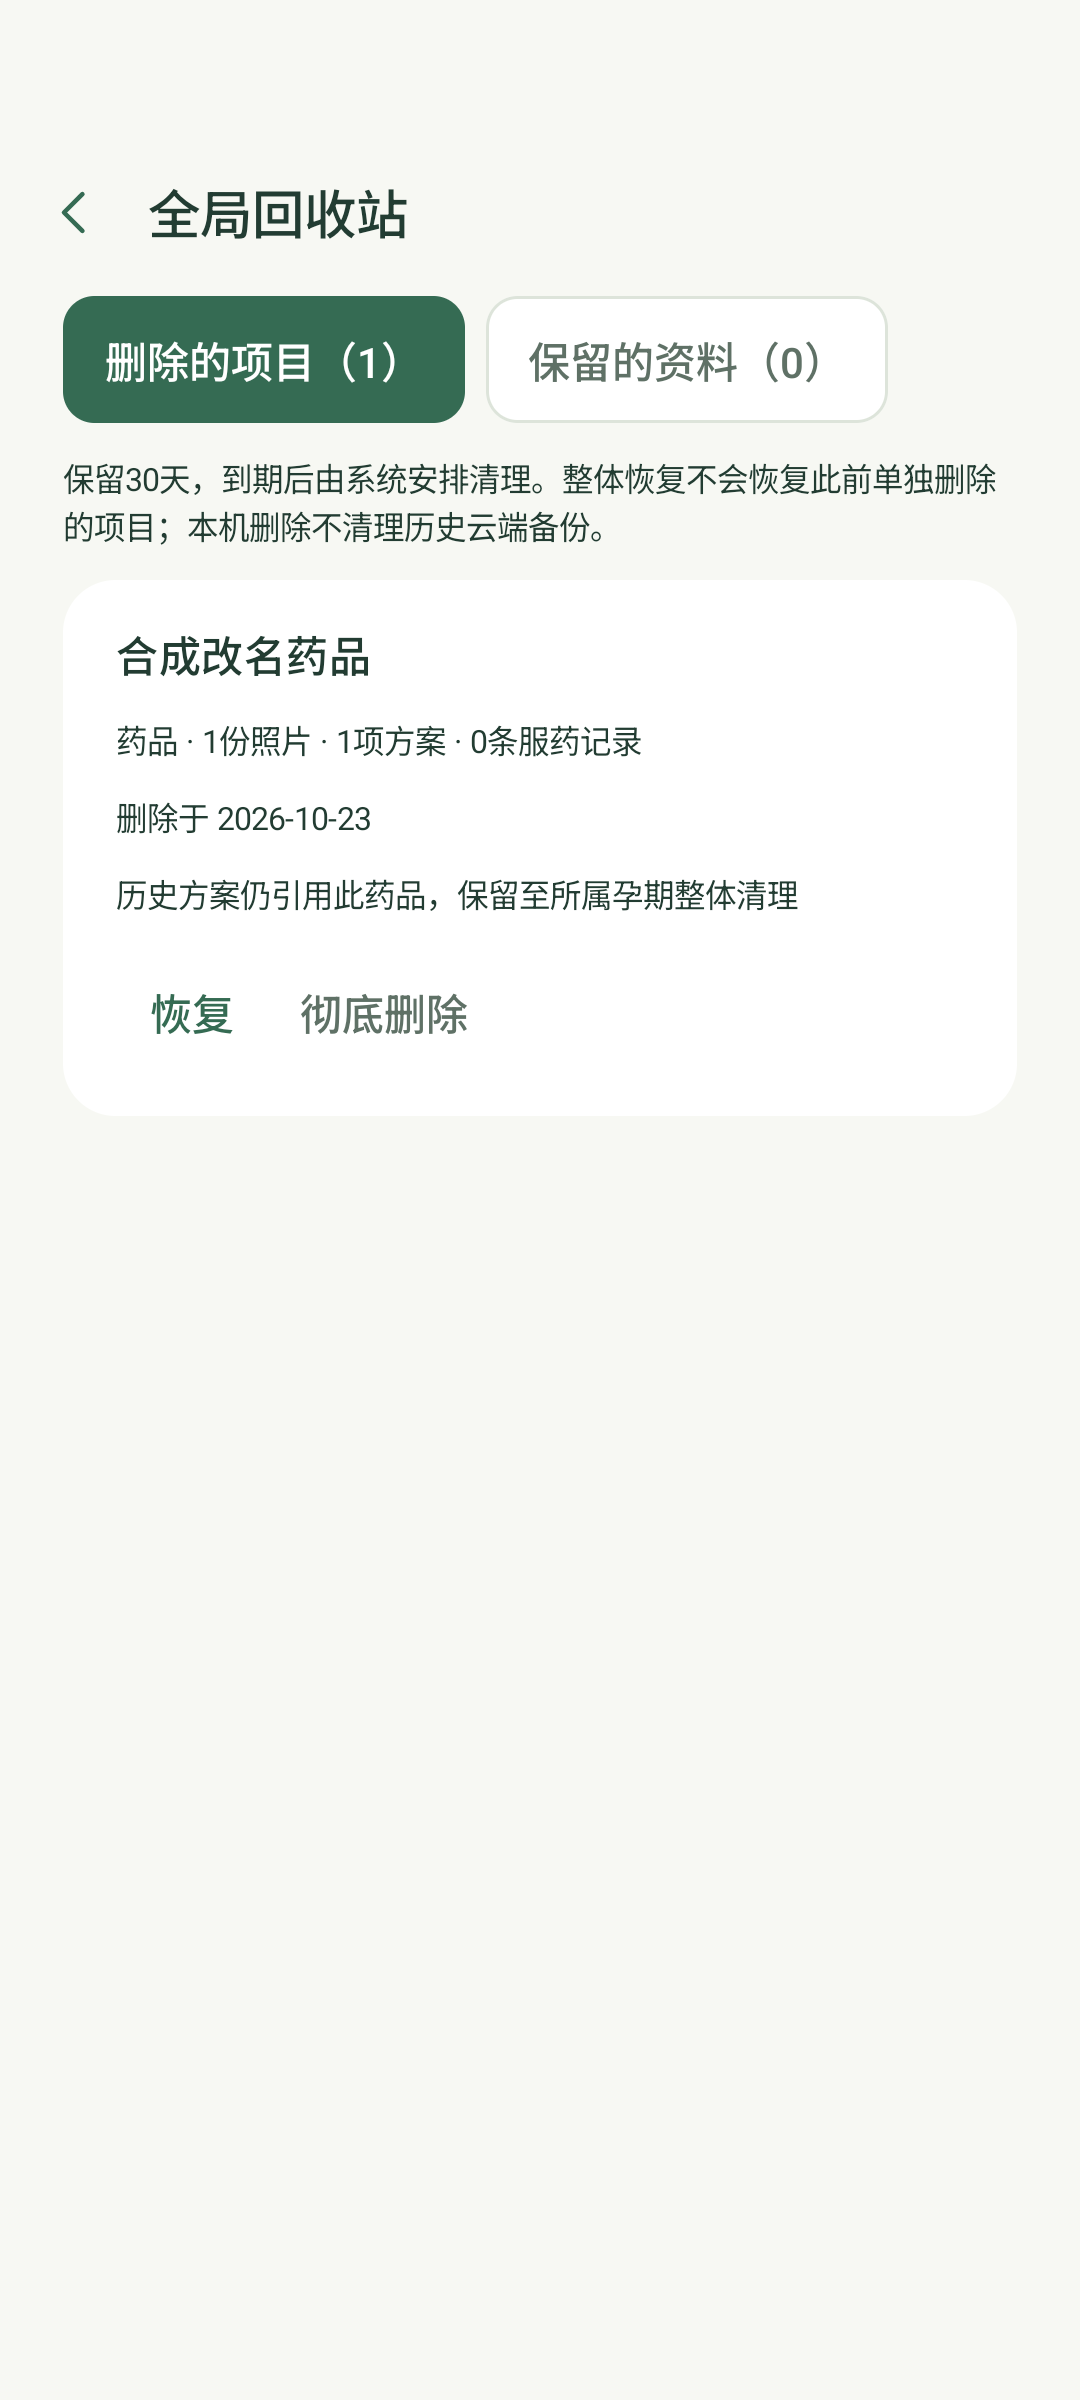 全局回收站
删除的项目（1）
保留的资料（0）
保留30天，到期后由系统安排清理。整体恢复不会恢复此前单独删除
的项目；本机删除不清理历史云端备份。
合成改名药品
药品 · 1份照片 · 1项方案 · 0条服药记录
删除于 2026-10-23
历史方案仍引用此药品，保留至所属孕期整体清理
恢复
彻底删除